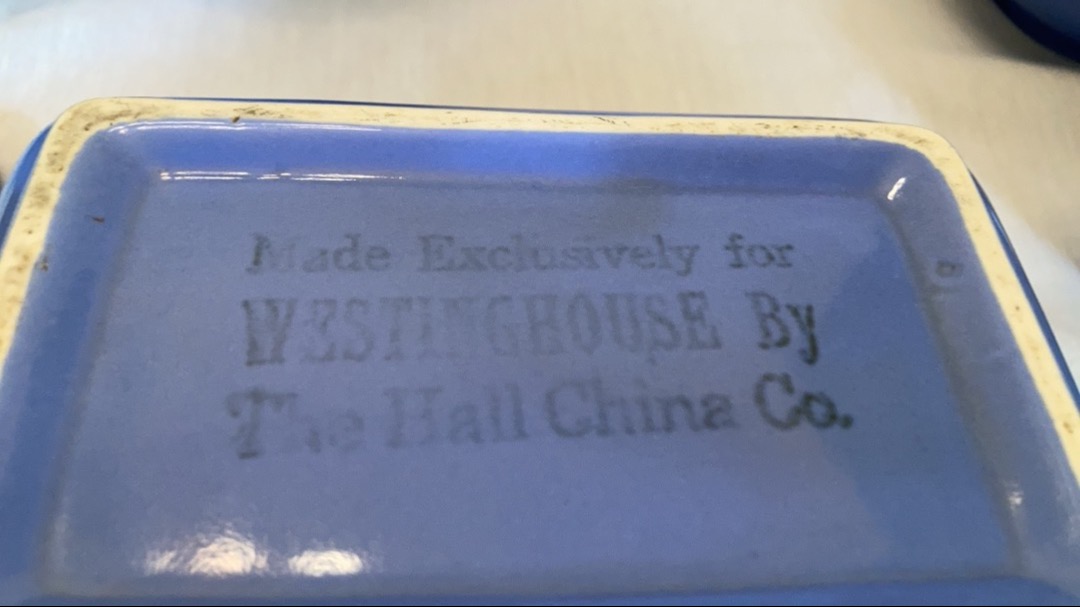 Made Exclusively for
WESTINGHOUSE By
The Hall China Co.